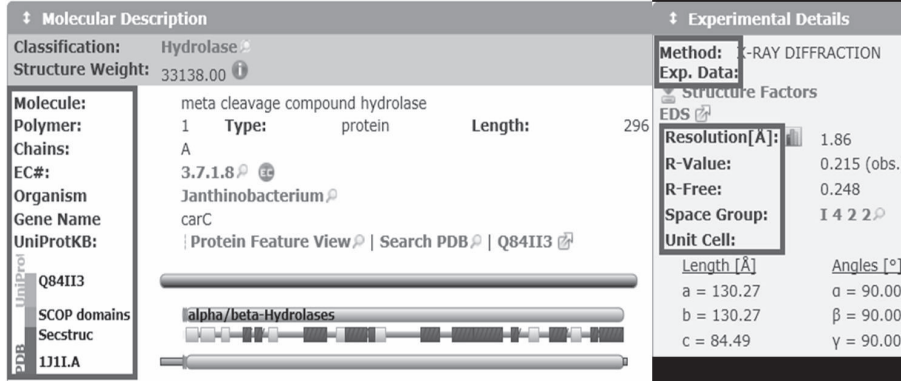 Molecular Description
Classification: Hydrolase
Structure Weight: 33138.00
Molecule: meta cleavage compound hydrolase
Polymer: 1 Type: protein Length: 296
Chains: A
EC#: 3.7.1.8 EC
Organism Janthinobacterium
Gene Name carC
UniProtKB: | Protein Feature View | Search PDB | Q84II3
UniProt
Q84II3
SCOP domains alpha/beta-Hydrolases
Secstruc
PDB
1J1I.A
Experimental Details
Method: X-RAY DIFFRACTION
Exp. Data:
Structure Factors
EDS
Resolution[Å]: 1.86
R-Value: 0.215 (obs.
R-Free: 0.248
Space Group: I 4 2 2
Unit Cell:
Length [Å] Angles [°]
a = 130.27 α = 90.00
b = 130.27 β = 90.00
c = 84.49 γ = 90.00